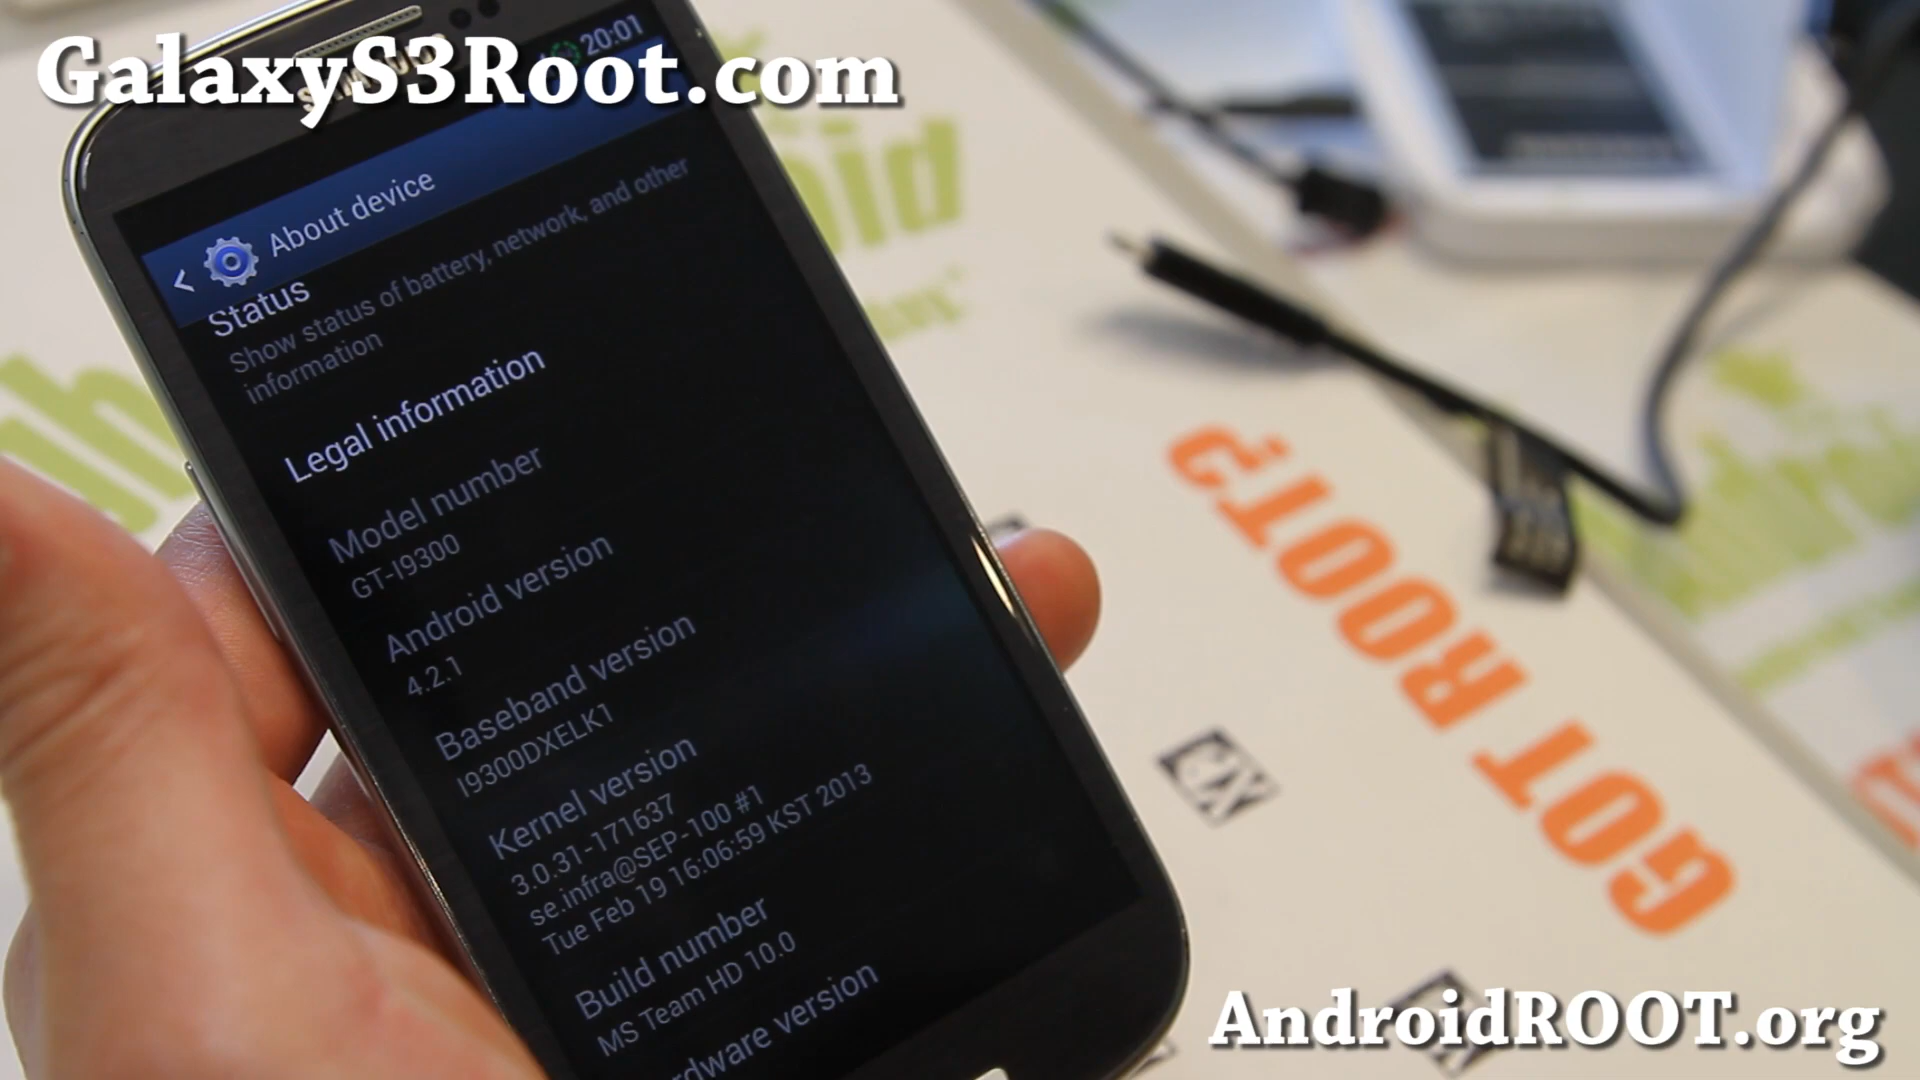 GalaxyS3Root.com
SAMSUNG
20:01
About device
Status
Show status of battery, network, and other
information
Legal information
Model number
GT-I9300
Android version
4.2.1
Baseband version
I9300DXELK1
Kernel version
3.0.31-171637
se.infra@SEP-100 #1
Tue Feb 19 16:06:59 KST 2013
Build number
MS Team HD 10.0
rdware version
GOT ROOT?
AndroidROOT.org